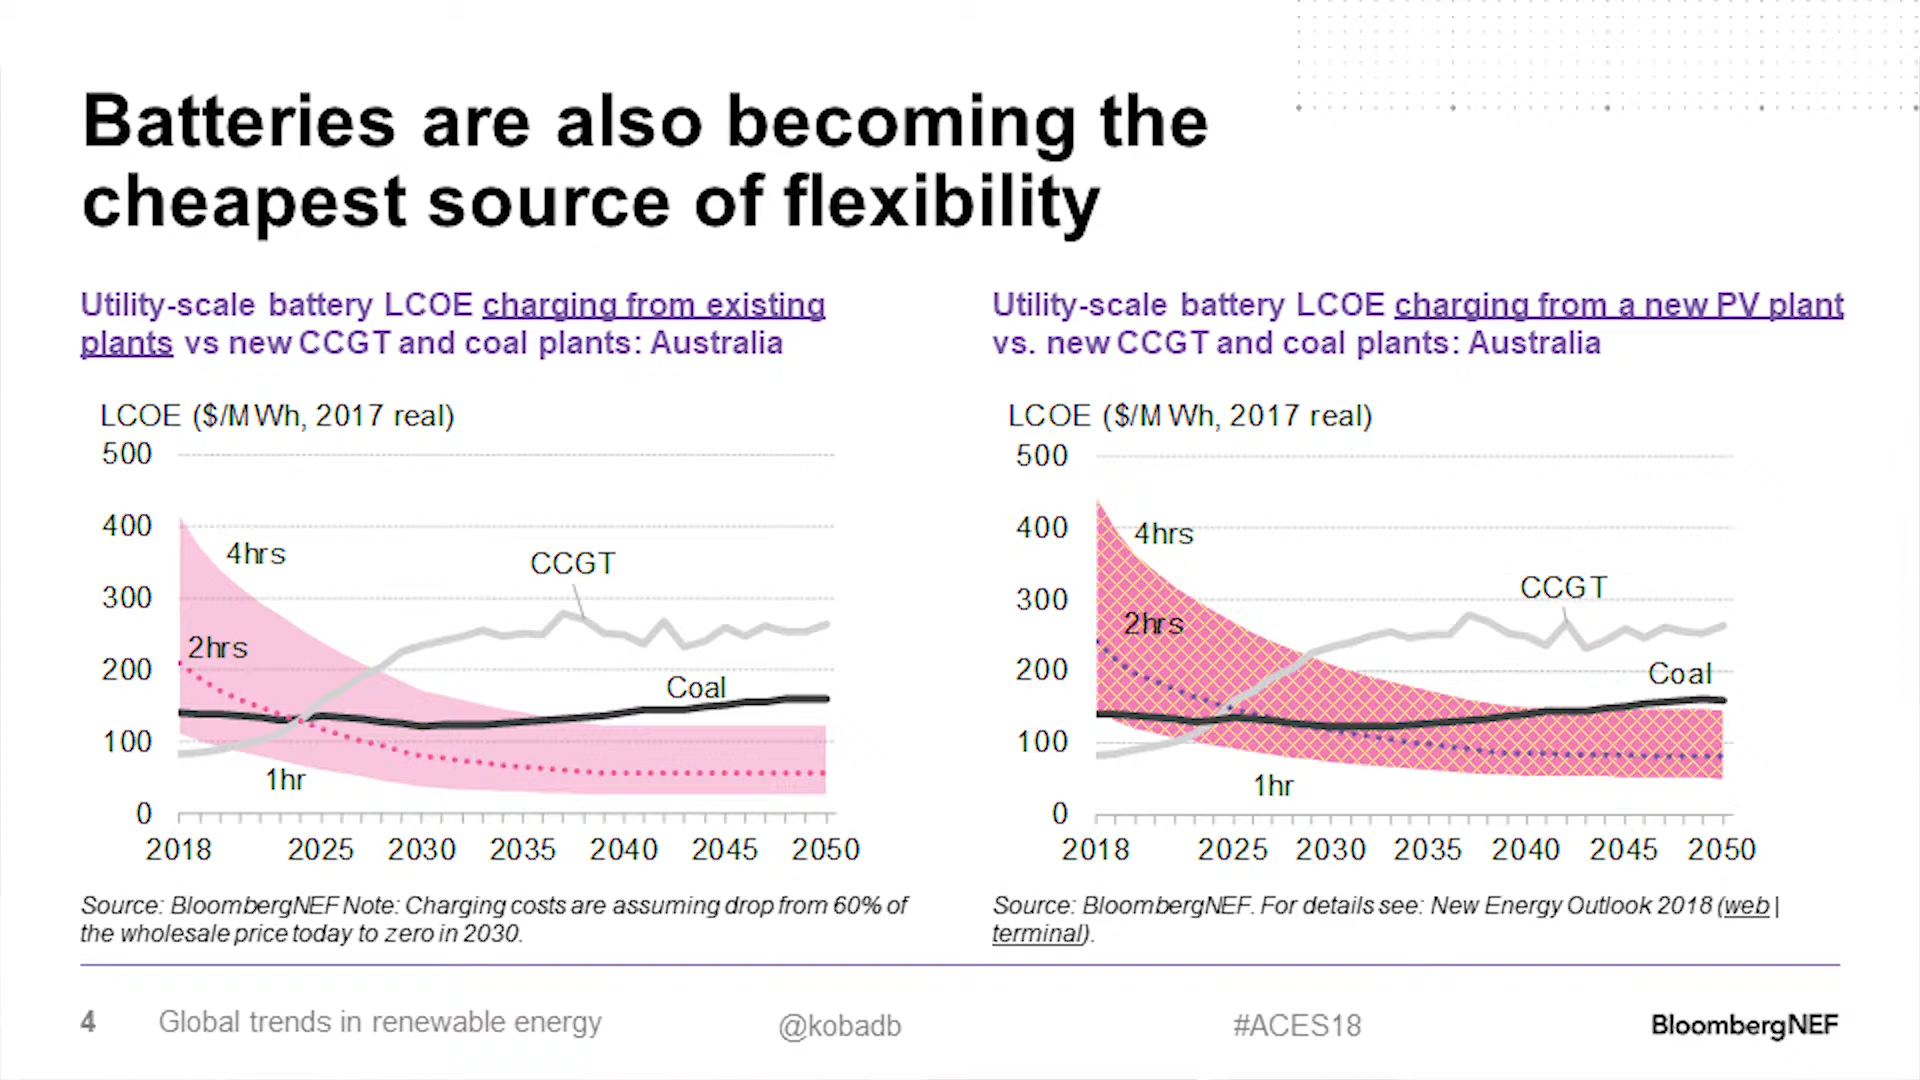 Batteries are also becoming the
cheapest source of flexibility
Utility-scale battery LCOE charging from existing
plants vs new CCGT and coal plants: Australia
LCOE ($/MWh, 2017 real)
500
400
300
200
100
0
4hrs
2hrs
1hr
CCGT
Coal
2018 2025 2030 2035 2040 2045 2050
Source: BloombergNEF Note: Charging costs are assuming drop from 60% of
the wholesale price today to zero in 2030.
Utility-scale battery LCOE charging from a new PV plant
vs. new CCGT and coal plants: Australia
LCOE ($/MWh, 2017 real)
500
400
300
200
100
0
4hrs
2hrs
1hr
CCGT
Coal
2018 2025 2030 2035 2040 2045 2050
Source: BloombergNEF. For details see: New Energy Outlook 2018 (web |
terminal).
4 Global trends in renewable energy @kobadb #ACES18 BloombergNEF